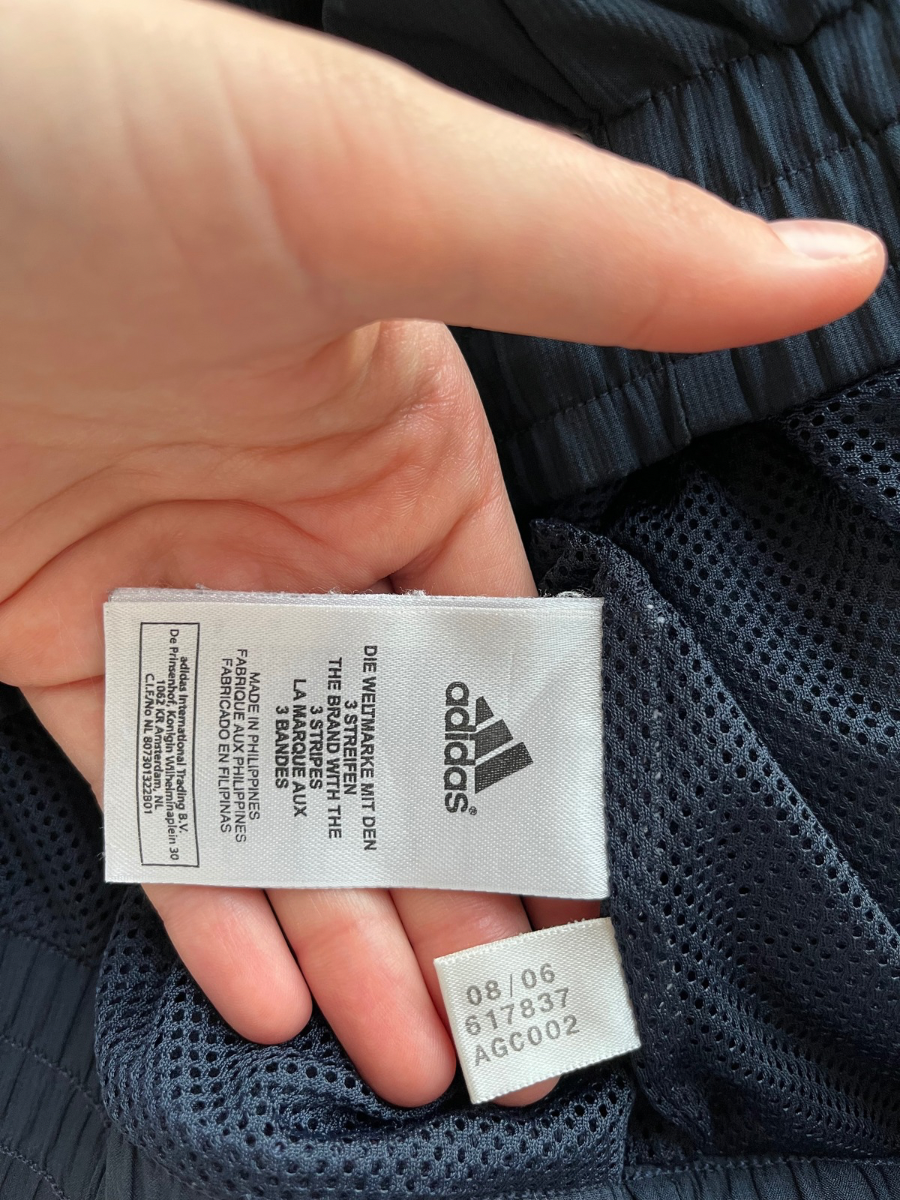 adidas®
DIE WELTMARKE MIT DEN
3 STREIFEN
THE BRAND WITH THE
3 STRIPES
LA MARQUE AUX
3 BANDES
MADE IN PHILIPPINES
FABRIQUE AUX PHILIPPINES
FABRICADO EN FILIPINAS
adidas International Trading B.V.
De Prinsenhof, Konigin Wilhelminaplein 30
1062 KR Amsterdam, NL
C.I.F./No NL 807301322B01
08/06
617837
AGC002